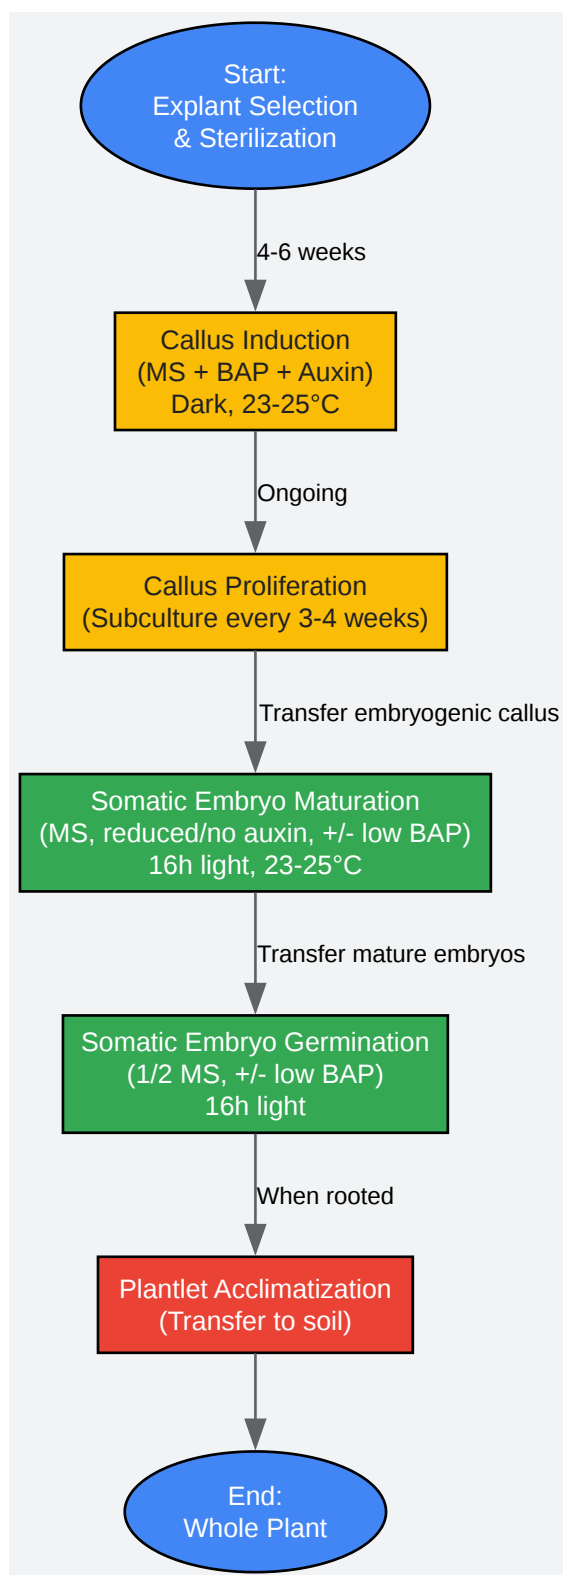 Start:
Explant Selection
& Sterilization
4-6 weeks
Callus Induction
(MS + BAP + Auxin)
Dark, 23-25°C
Ongoing
Callus Proliferation
(Subculture every 3-4 weeks)
Transfer embryogenic callus
Somatic Embryo Maturation
(MS, reduced/no auxin, +/- low BAP)
16h light, 23-25°C
Transfer mature embryos
Somatic Embryo Germination
(1/2 MS, +/- low BAP)
16h light
When rooted
Plantlet Acclimatization
(Transfer to soil)
End:
Whole Plant